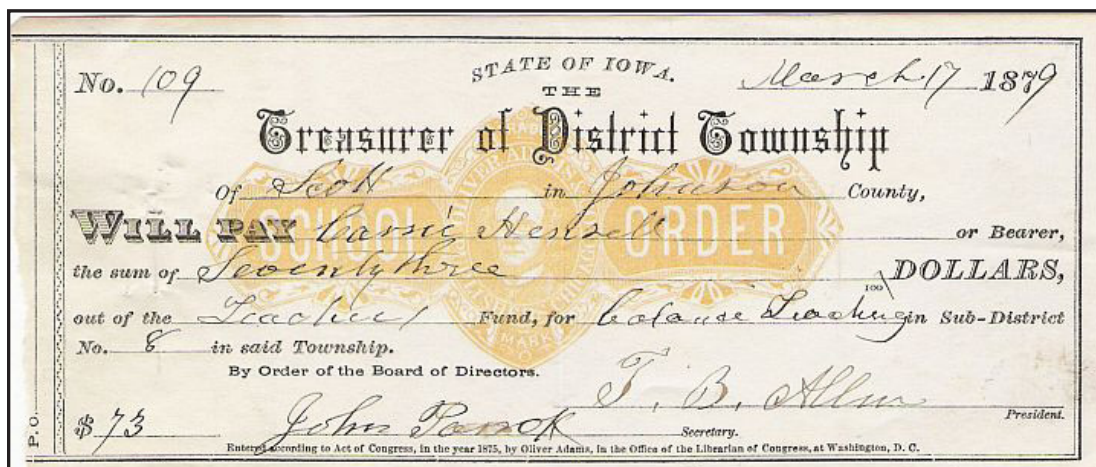 No. 109 STATE OF IOWA. March 17 1879
THE
Treasurer of District Township
Of Scott in Johnson County,
SCHOOL ORDER
WILL PAY Carrie Hensell or Bearer,
the sum of Seventy three 100 DOLLARS,
out of the Teachers Fund, for balance Teaching in Sub-District
No. 8 in said Township.
By Order of the Board of Directors.
T. B. Allen President.
$ 73 John Secretary.
P. O.
Entered according to Act of Congress, in the year 1875, by Oliver Adams, in the Office of the Librarian of Congress, at Washington, D. C.